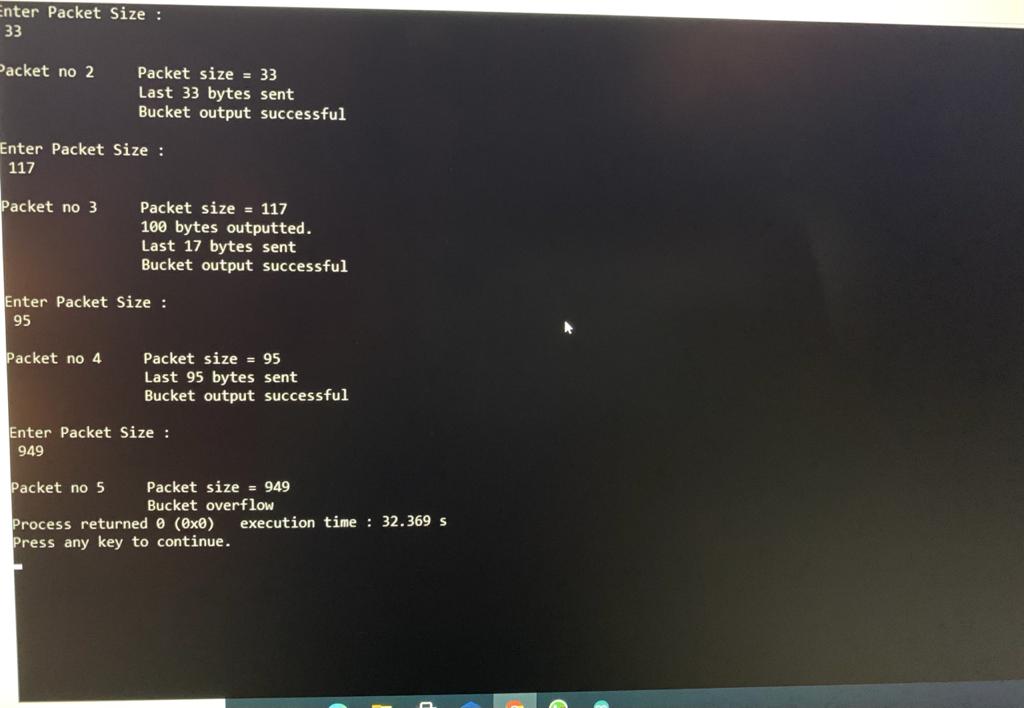 Enter Packet Size :
33
Packet no 2 Packet size = 33
Last 33 bytes sent
Bucket output successful
Enter Packet Size :
117
Packet no 3 Packet size = 117
100 bytes outputted.
Last 17 bytes sent
Bucket output successful
Enter Packet Size :
95
Packet no 4 Packet size = 95
Last 95 bytes sent
Bucket output successful
Enter Packet Size :
949
Packet no 5 Packet size = 949
Bucket overflow
Process returned 0 (0x0) execution time : 32.369 s
Press any key to continue.